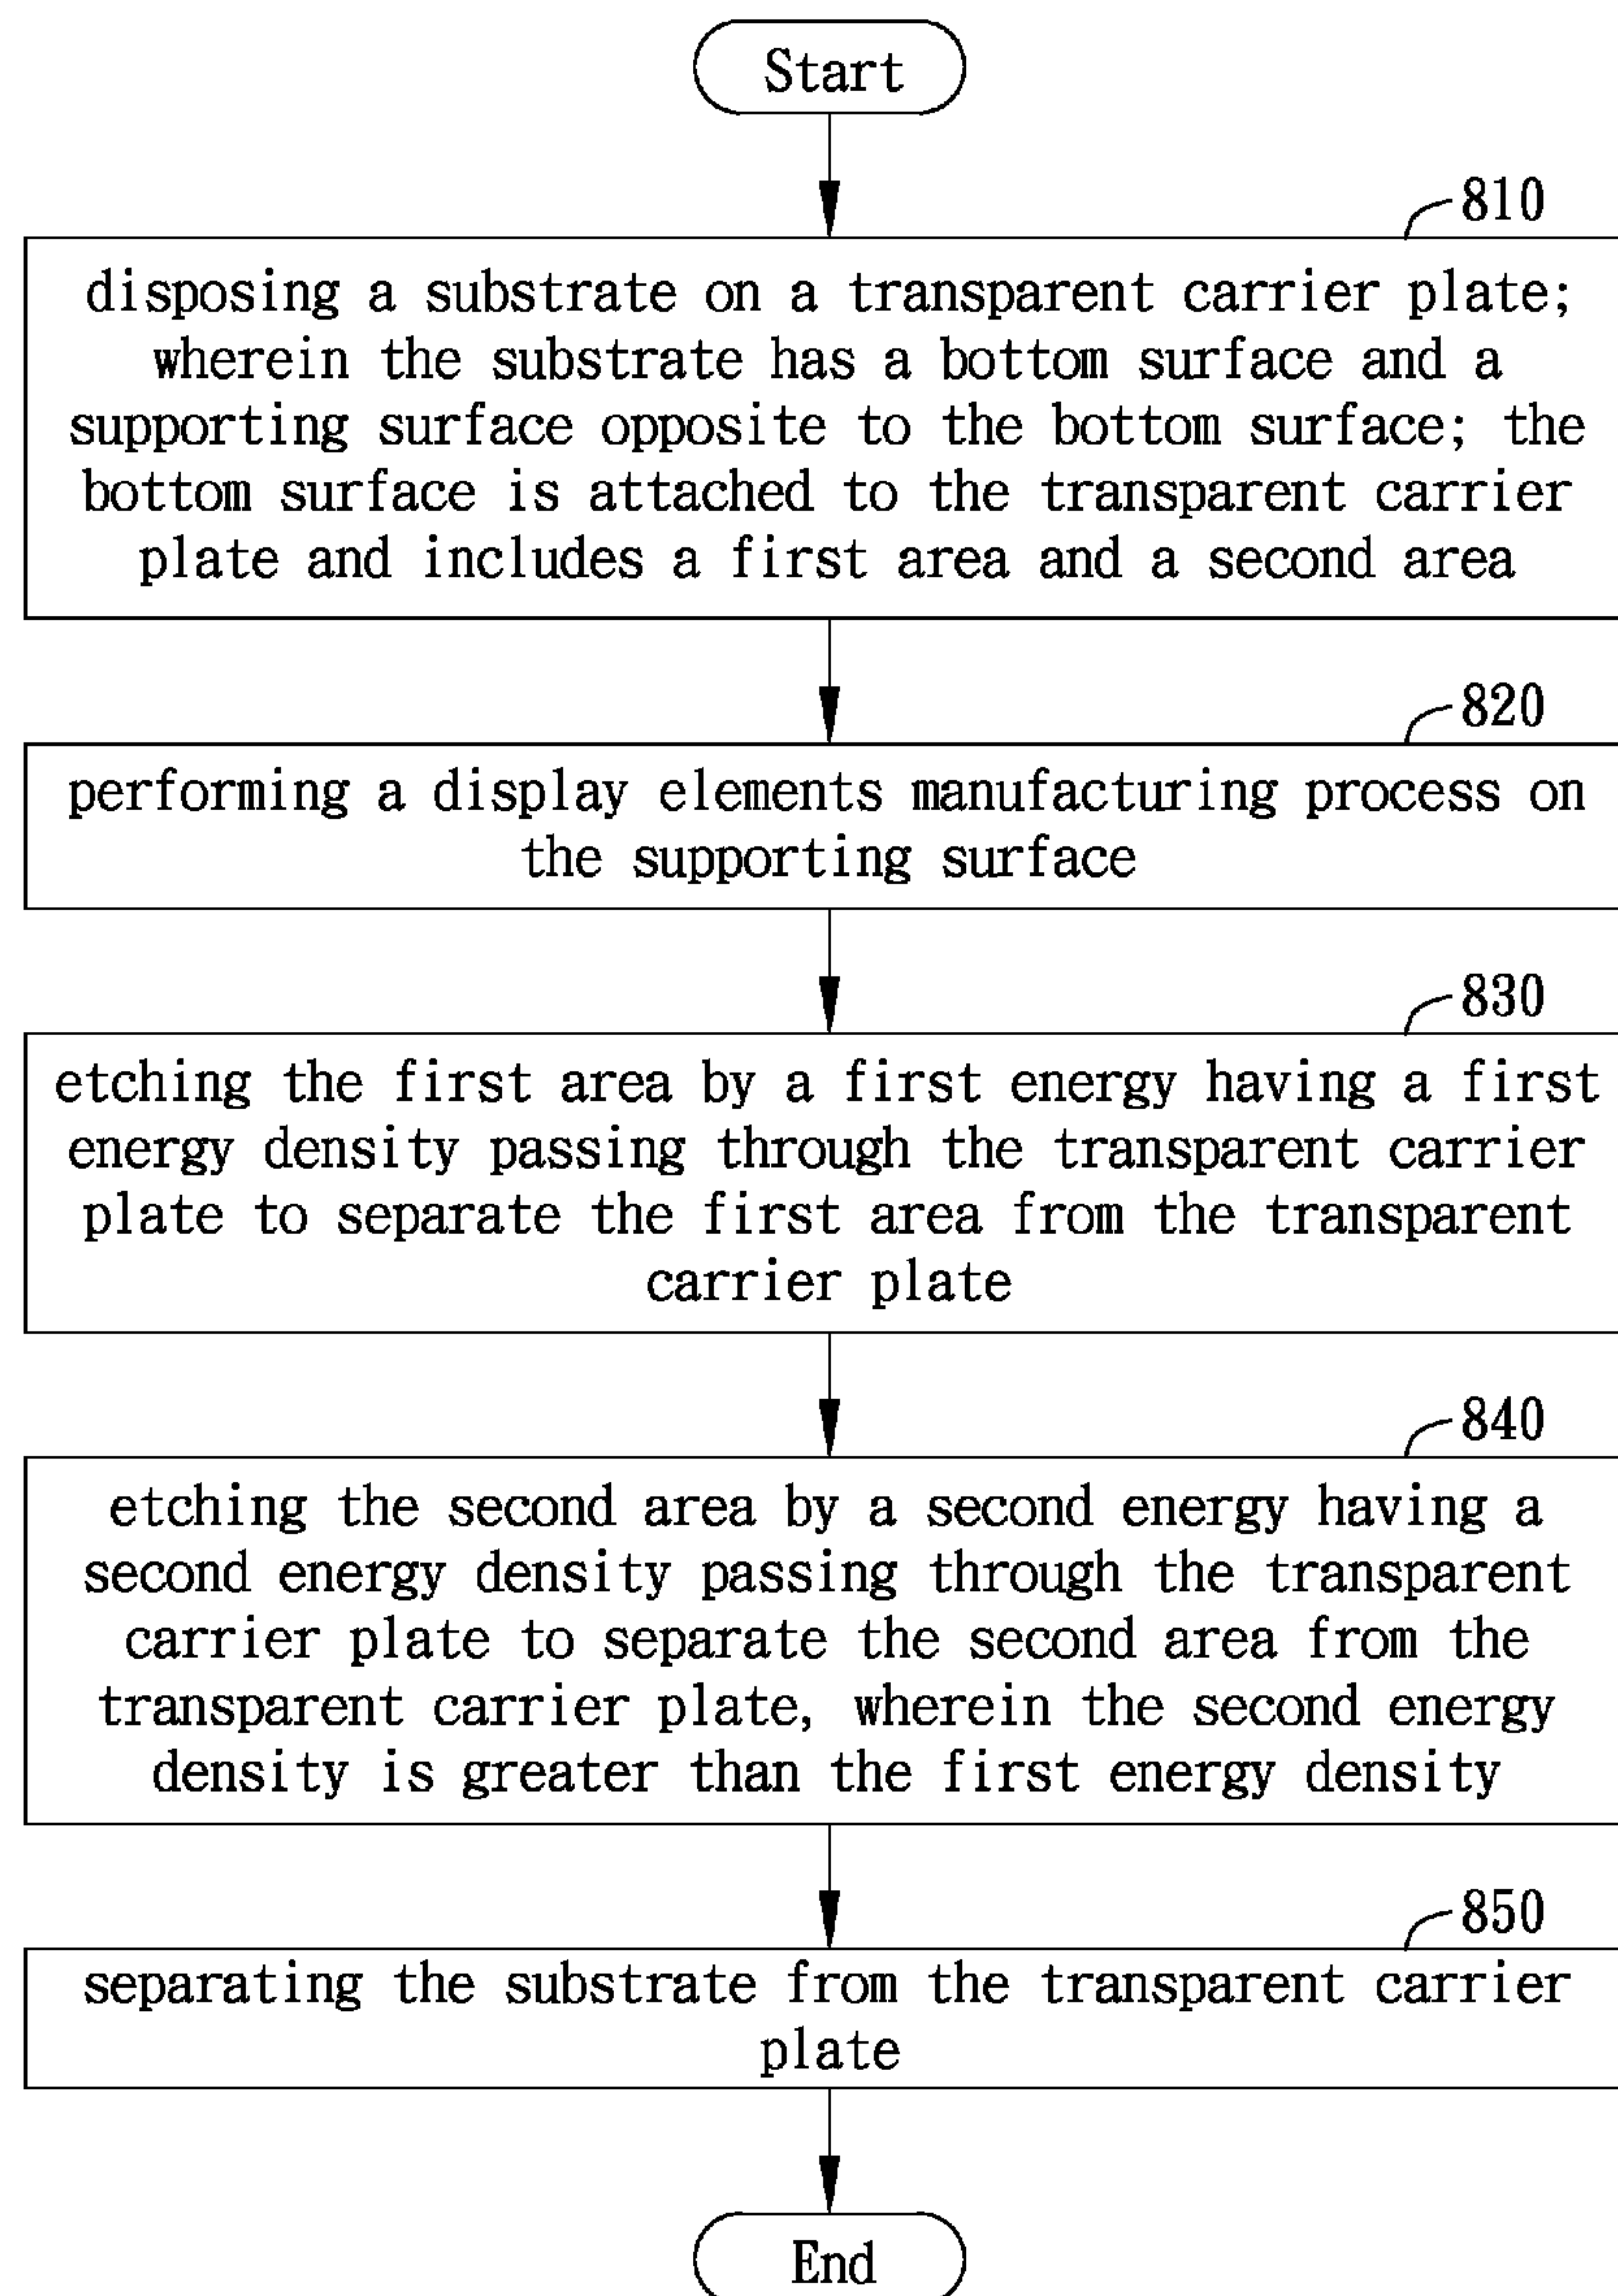 Start
810
disposing a substrate on a transparent carrier plate;
wherein the substrate has a bottom surface and a
supporting surface opposite to the bottom surface; the
bottom surface is attached to the transparent carrier
plate and includes a first area and a second area
820
performing a display elements manufacturing process on
the supporting surface
830
etching the first area by a first energy having a first
energy density passing through the transparent carrier
plate to separate the first area from the transparent
carrier plate
840
etching the second area by a second energy having a
second energy density passing through the transparent
carrier plate to separate the second area from the
transparent carrier plate, wherein the second energy
density is greater than the first energy density
850
separating the substrate from the transparent carrier
plate
End